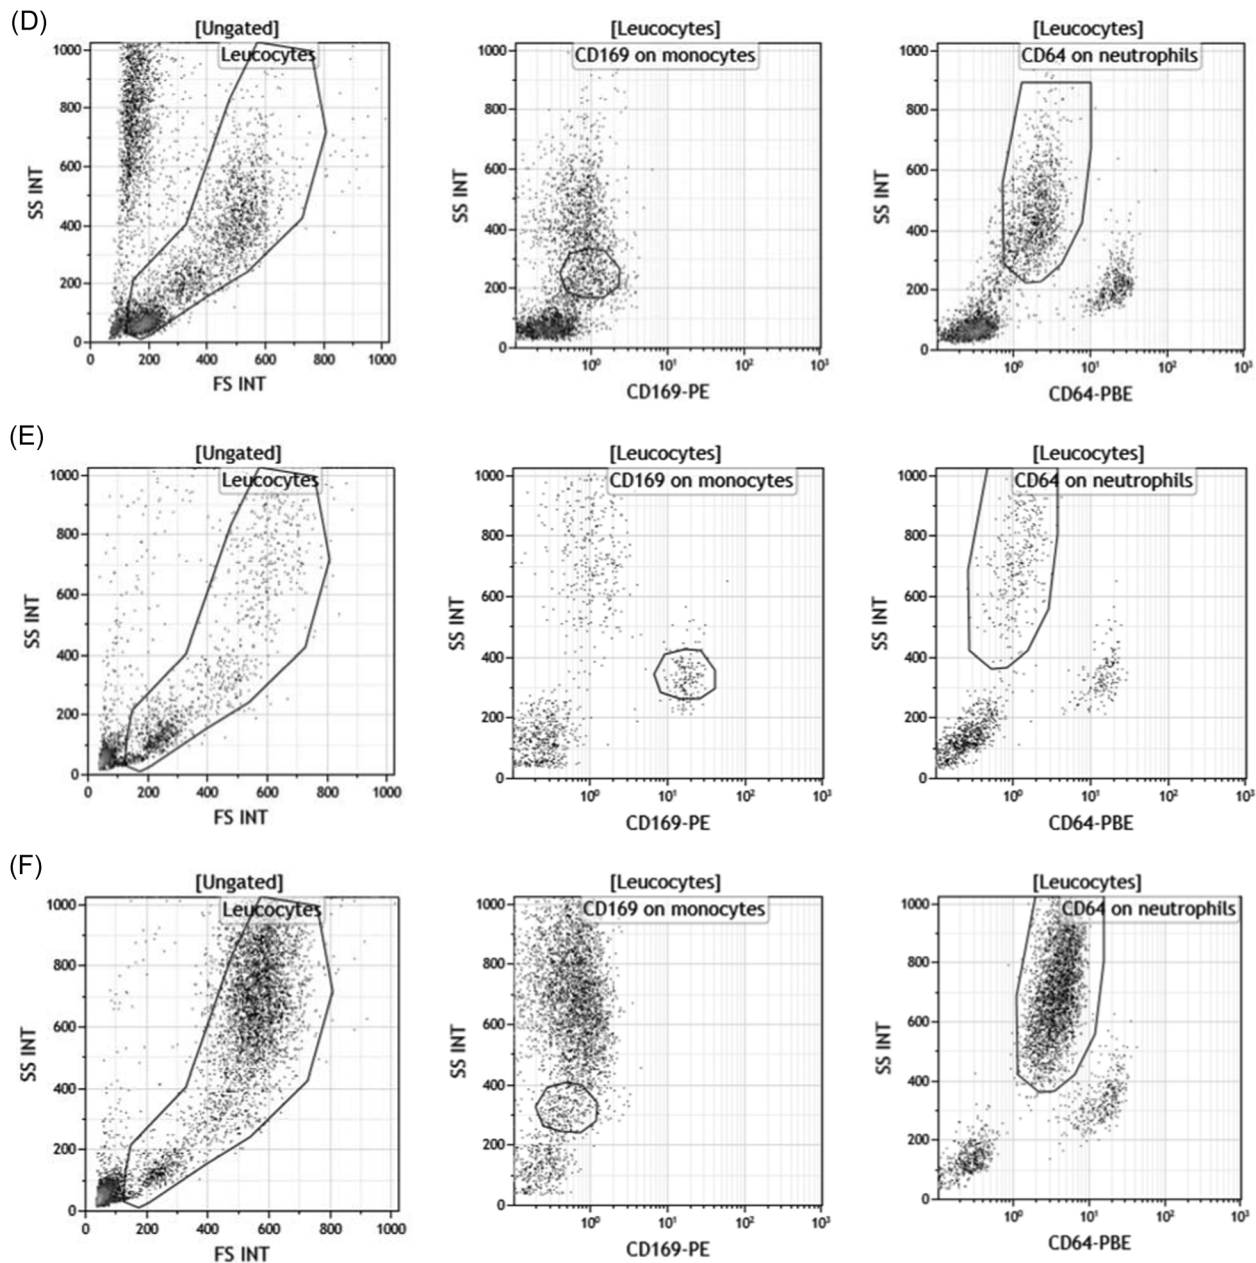 (D)
[Ungated]
Leucocytes
1000
800
600
400
200
0
SS INT
0 200 400 600 800 1000
FS INT
[Leucocytes]
CD169 on monocytes
1000
800
600
400
200
0
SS INT
10⁰ 10¹ 10² 10³
CD169-PE
[Leucocytes]
CD64 on neutrophils
1000
800
600
400
200
0
SS INT
10⁰ 10¹ 10² 10³
CD64-PBE
(E)
[Ungated]
Leucocytes
1000
800
600
400
200
0
SS INT
0 200 400 600 800 1000
FS INT
[Leucocytes]
CD169 on monocytes
1000
800
600
400
200
0
SS INT
10⁰ 10¹ 10² 10³
CD169-PE
[Leucocytes]
CD64 on neutrophils
1000
800
600
400
200
0
SS INT
10⁰ 10¹ 10² 10³
CD64-PBE
(F)
[Ungated]
Leucocytes
1000
800
600
400
200
0
SS INT
0 200 400 600 800 1000
FS INT
[Leucocytes]
CD169 on monocytes
1000
800
600
400
200
0
SS INT
10⁰ 10¹ 10² 10³
CD169-PE
[Leucocytes]
CD64 on neutrophils
1000
800
600
400
200
0
SS INT
10⁰ 10¹ 10² 10³
CD64-PBE